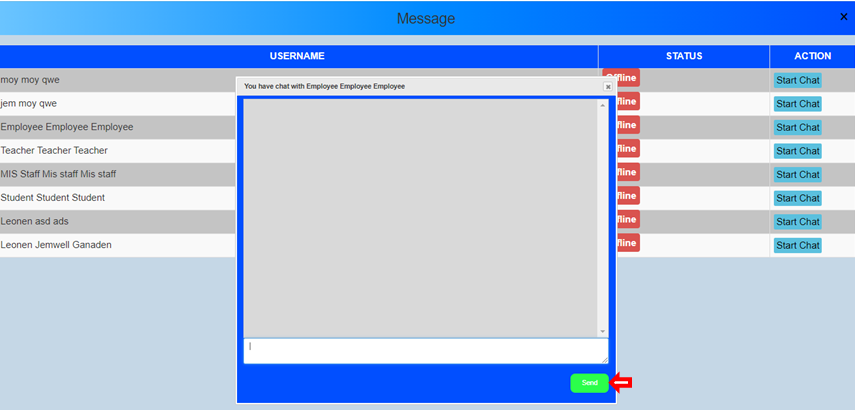 Message
×
USERNAME STATUS ACTION
moy moy qwe Offline Start Chat
You have chat with Employee Employee Employee ×
jem moy qwe ffline Start Chat
Employee Employee Employee ffline Start Chat
Teacher Teacher Teacher ffline Start Chat
MIS Staff Mis staff Mis staff ffline Start Chat
Student Student Student ffline Start Chat
Leonen asd ads ffline Start Chat
Leonen Jemwell Ganaden ffline Start Chat
Send